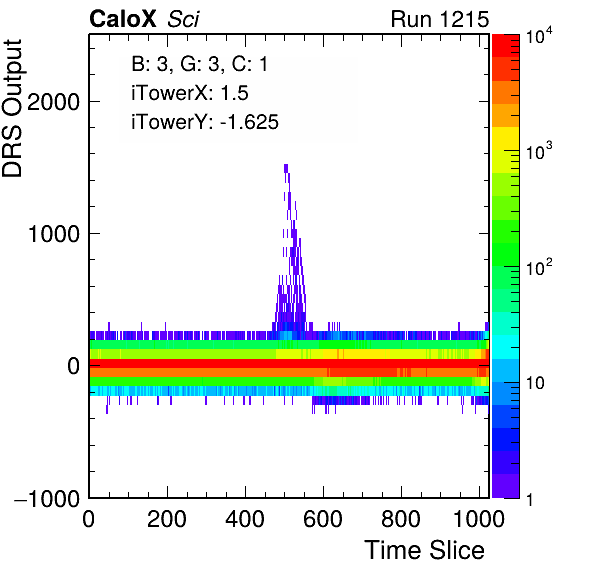 CaloX Sci Run 1215
B: 3, G: 3, C: 1
iTowerX: 1.5
iTowerY: -1.625
DRS Output
2000
1000
0
−1000
0 200 400 600 800 1000
Time Slice
10^4
10^3
10^2
10
1